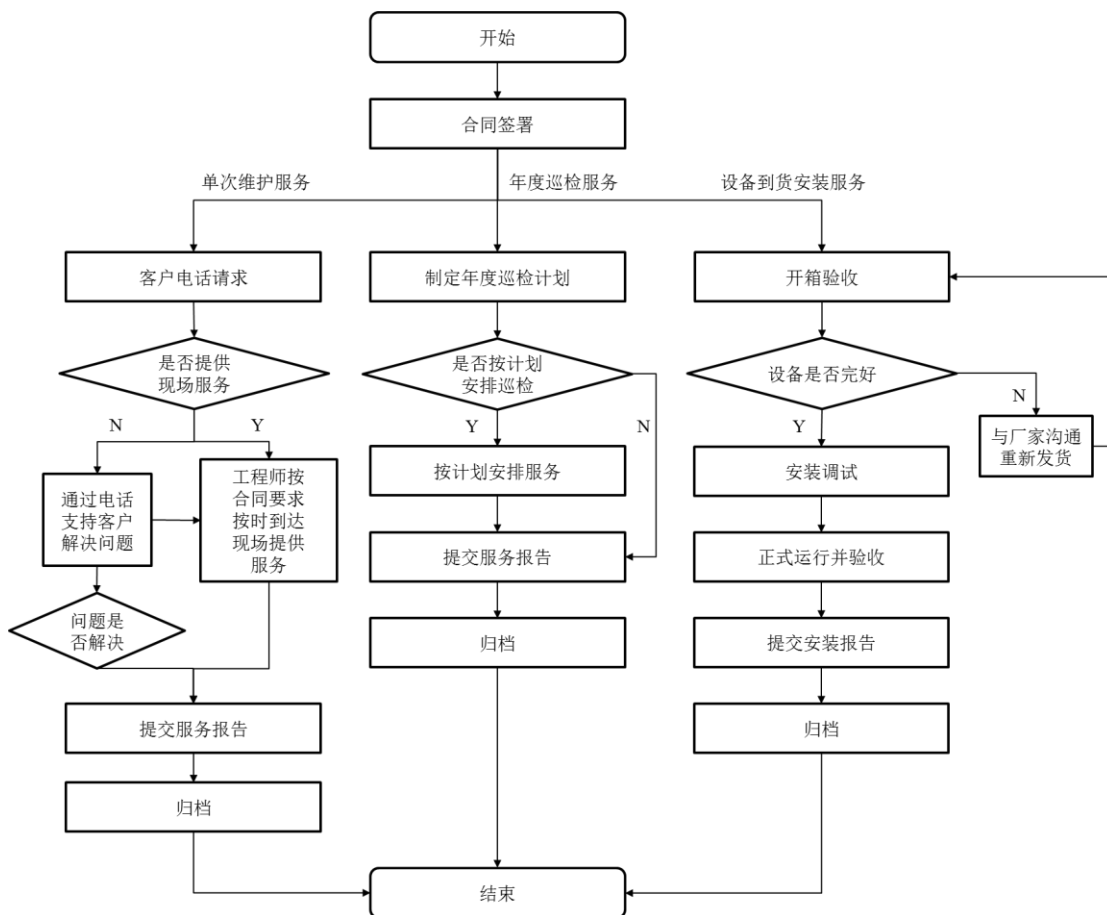 开始
合同签署
单次维护服务
年度巡检服务
设备到货安装服务
客户电话请求
制定年度巡检计划
开箱验收
是否提供
现场服务
是否按计划
安排巡检
设备是否完好
N
Y
Y
N
Y
N
通过电话
支持客户
解决问题
工程师按
合同要求
按时到达
现场提供
服务
按计划安排服务
安装调试
与厂家沟通
重新发货
提交服务报告
正式运行并验收
问题是
否解决
归档
提交安装报告
提交服务报告
归档
归档
结束